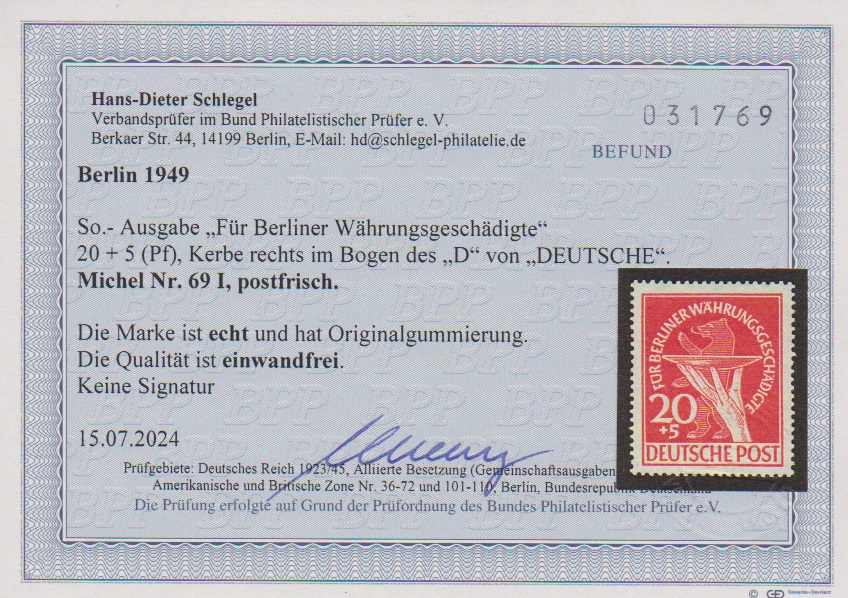 Hans-Dieter Schlegel
Verbandsprüfer im Bund Philatelistischer Prüfer e. V.
Berkaer Str. 44, 14199 Berlin, E-Mail: hd@schlegel-philatelie.de
031769
BEFUND
Berlin 1949
So.- Ausgabe „Für Berliner Währungsgeschädigte“
20 + 5 (Pf), Kerbe rechts im Bogen des „D“ von „DEUTSCHE“.
Michel Nr. 69 I, postfrisch.
Die Marke ist echt und hat Originalgummierung.
Die Qualität ist einwandfrei.
Keine Signatur
15.07.2024
FÜR BERLINER WÄHRUNGSGESCHÄDIGTE
20
+5
DEUTSCHE POST
Prüfgebiete: Deutsches Reich 1923/45, Alliierte Besetzung (Gemeinschaftsausgaben
Amerikanische und Britische Zone Nr. 36-72 und 101-110, Berlin, Bundesrepublik Deutschland
Die Prüfung erfolgte auf Grund der Prüfordnung des Bundes Philatelistischer Prüfer e.V.
© Giesecke+Devrient